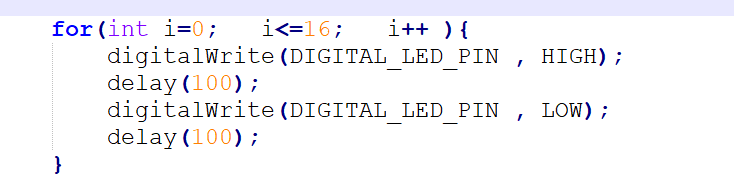 for(int i=0;   i<=16;   i++ ){
    digitalWrite(DIGITAL_LED_PIN , HIGH);
    delay(100);
    digitalWrite(DIGITAL_LED_PIN , LOW);
    delay(100);
}